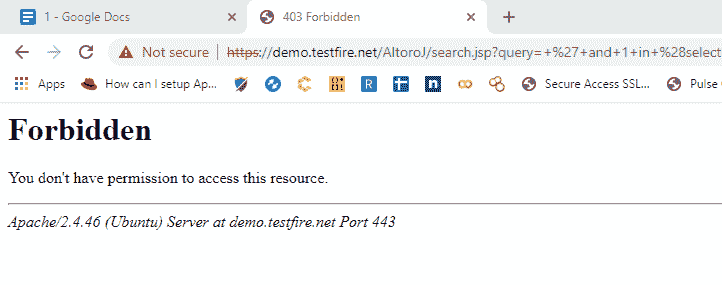 1 - Google Docs
403 Forbidden
Not secure | https://demo.testfire.net/AltoroJ/search.jsp?query=+%27+and+1+in+%28select
Apps How can I setup Ap... R n Secure Access SSL... Pulse
Forbidden
You don't have permission to access this resource.
Apache/2.4.46 (Ubuntu) Server at demo.testfire.net Port 443